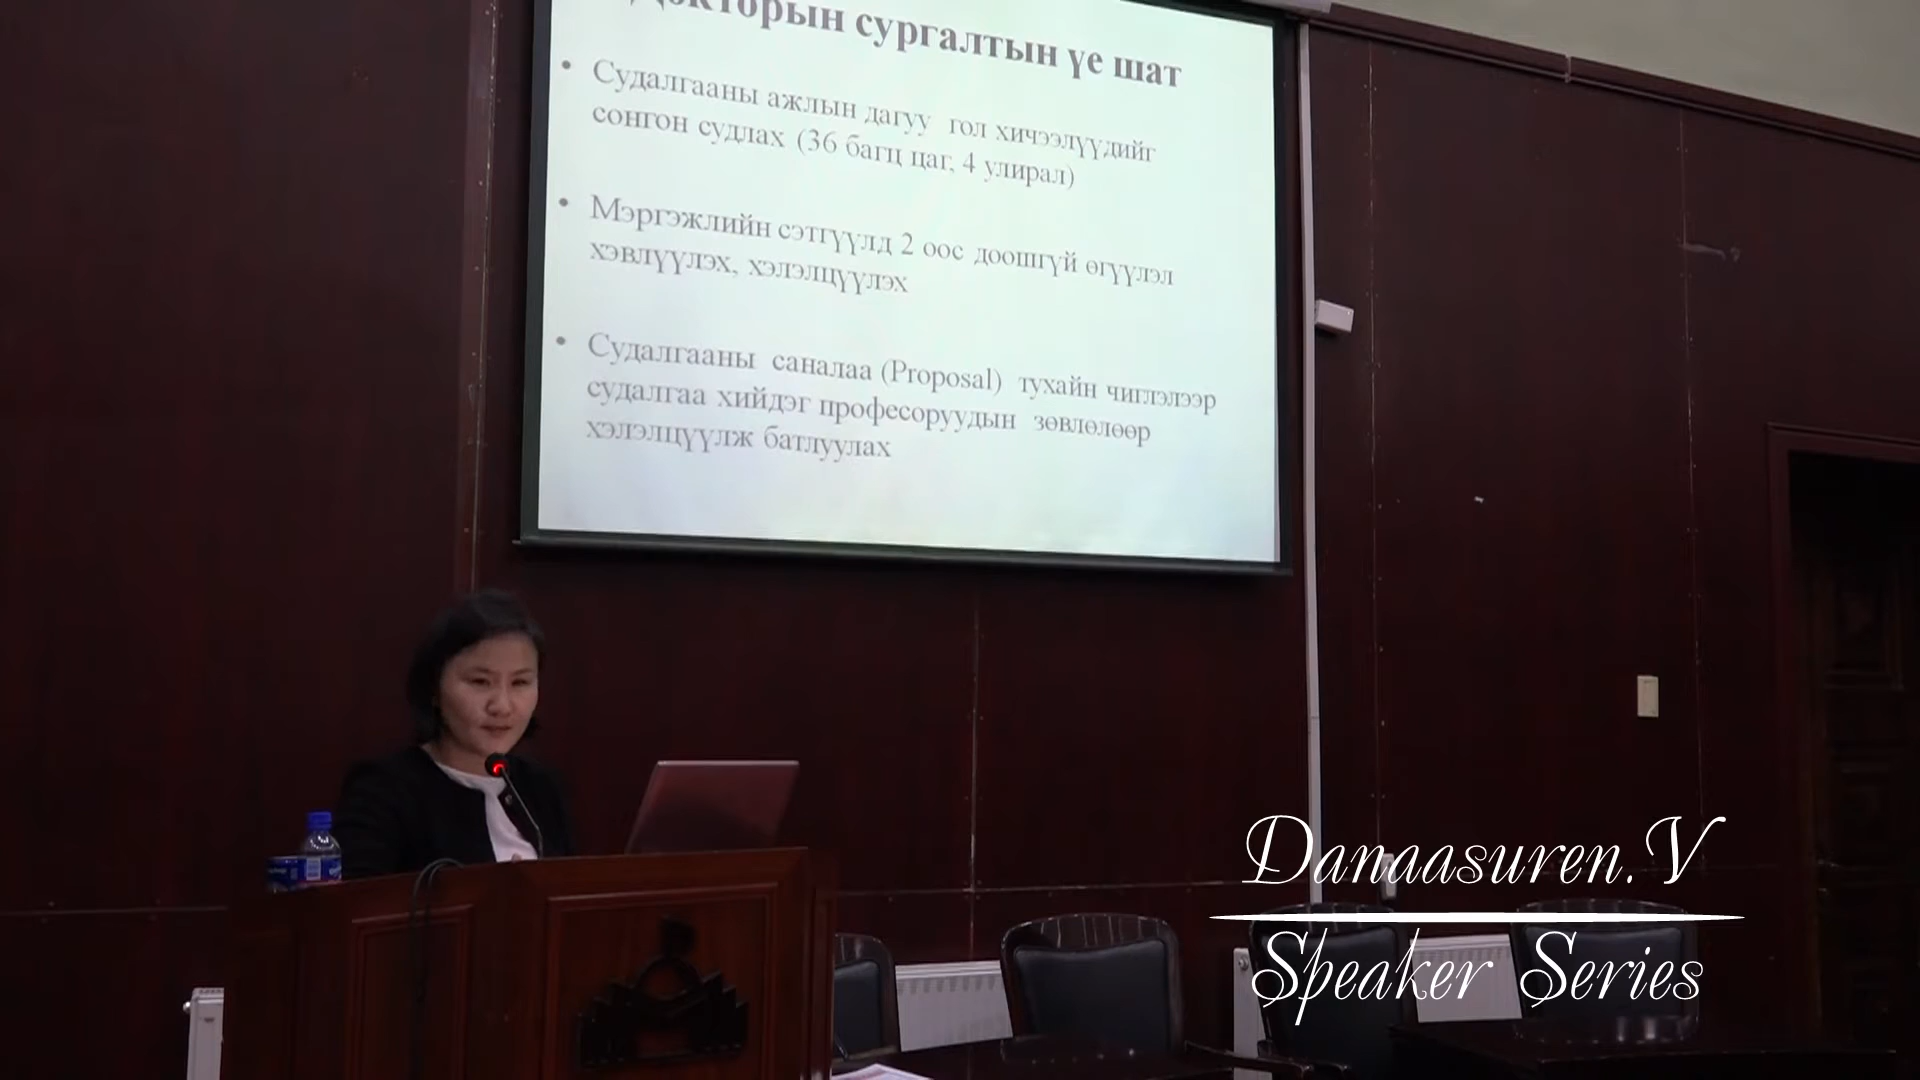 Докторын сургалтын үе шат
• Судалгааны ажлын дагуу гол хичээлүүдийг
сонгон судлах (36 багц цаг, 4 улирал)
• Мэргэжлийн сэтгүүлд 2 оос доошгүй өгүүлэл
хэвлүүлэх, хэлэлцүүлэх
• Судалгааны саналаа (Proposal) тухайн чиглэлээр
судалгаа хийдэг професоруудын зөвлөлөөр
хэлэлцүүлж батлуулах
Danaasuren.V
Speaker Series